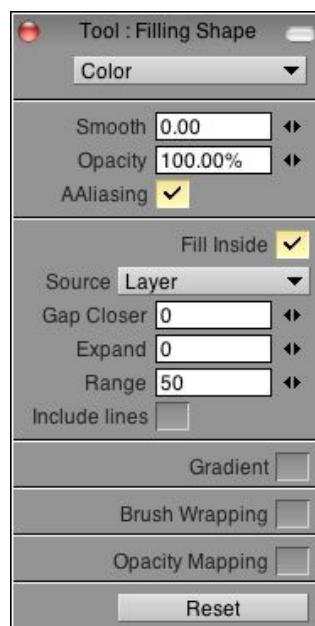 Tool : Filling Shape
Color
Smooth 0.00
Opacity 100.00%
AAliasing
Fill Inside
Source Layer
Gap Closer 0
Expand 0
Range 50
Include lines
Gradient
Brush Wrapping
Opacity Mapping
Reset